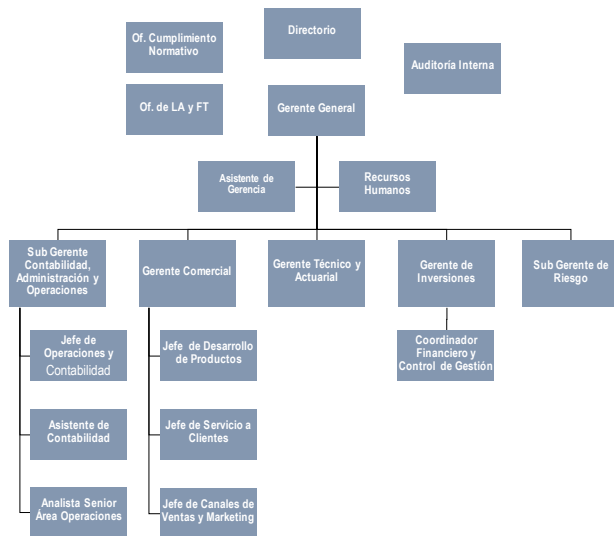 Of. Cumplimiento
Normativo
Directorio
Auditoría Interna
Of. de LA y FT
Gerente General
Asistente de
Gerencia
Recursos
Humanos
Sub Gerente
Contabilidad,
Administración y
Operaciones
Gerente Comercial
Gerente Técnico y
Actuarial
Gerente de
Inversiones
Sub Gerente de
Riesgo
Jefe de
Operaciones y
Contabilidad
Jefe de Desarrollo
de Productos
Coordinador
Financiero y
Control de Gestión
Asistente de
Contabilidad
Jefe de Servicio a
Clientes
Analista Senior
Área Operaciones
Jefe de Canales de
Ventas y Marketing